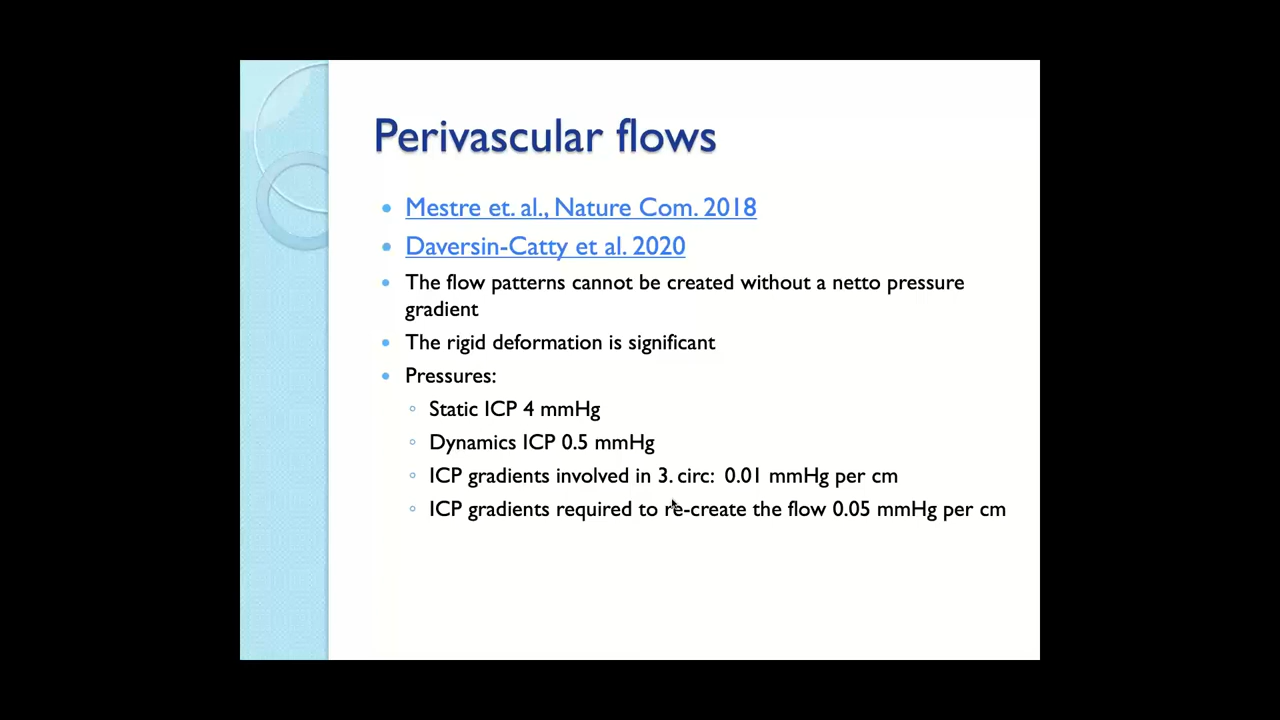 Perivascular flows
Mestre et. al., Nature Com. 2018
Daversin-Catty et al. 2020
The flow patterns cannot be created without a netto pressure
gradient
The rigid deformation is significant
Pressures:
Static ICP 4 mmHg
Dynamics ICP 0.5 mmHg
ICP gradients involved in 3. circ: 0.01 mmHg per cm
ICP gradients required to re-create the flow 0.05 mmHg per cm